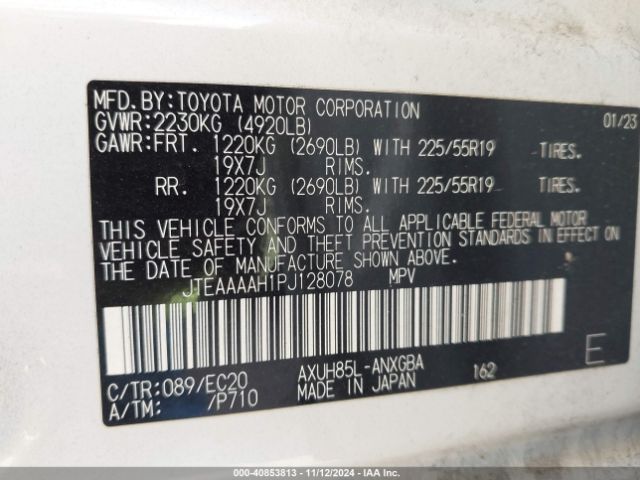 MFD.BY:TOYOTA MOTOR CORPORATION 01/23
GVWR:2230KG (4920LB)
GAWR:FRT. 1220KG (2690LB) WITH 225/55R19 TIRES.
19X7J RIMS.
RR. 1220KG (2690LB) WITH 225/55R19 TIRES.
19X7J RIMS.
THIS VEHICLE CONFORMS TO ALL APPLICABLE FEDERAL MOTOR
VEHICLE SAFETY AND THEFT PREVENTION STANDARDS IN EFFECT ON
THE DATE OF MANUFACTURE SHOWN ABOVE.
JTEAAAAH1PJ128078 MPV
E
C/TR:089/EC20 AXUH85L-ANXGBA 162
A/TM: /P710 MADE IN JAPAN
000-40853813 - 11/12/2024 - IAA Inc.